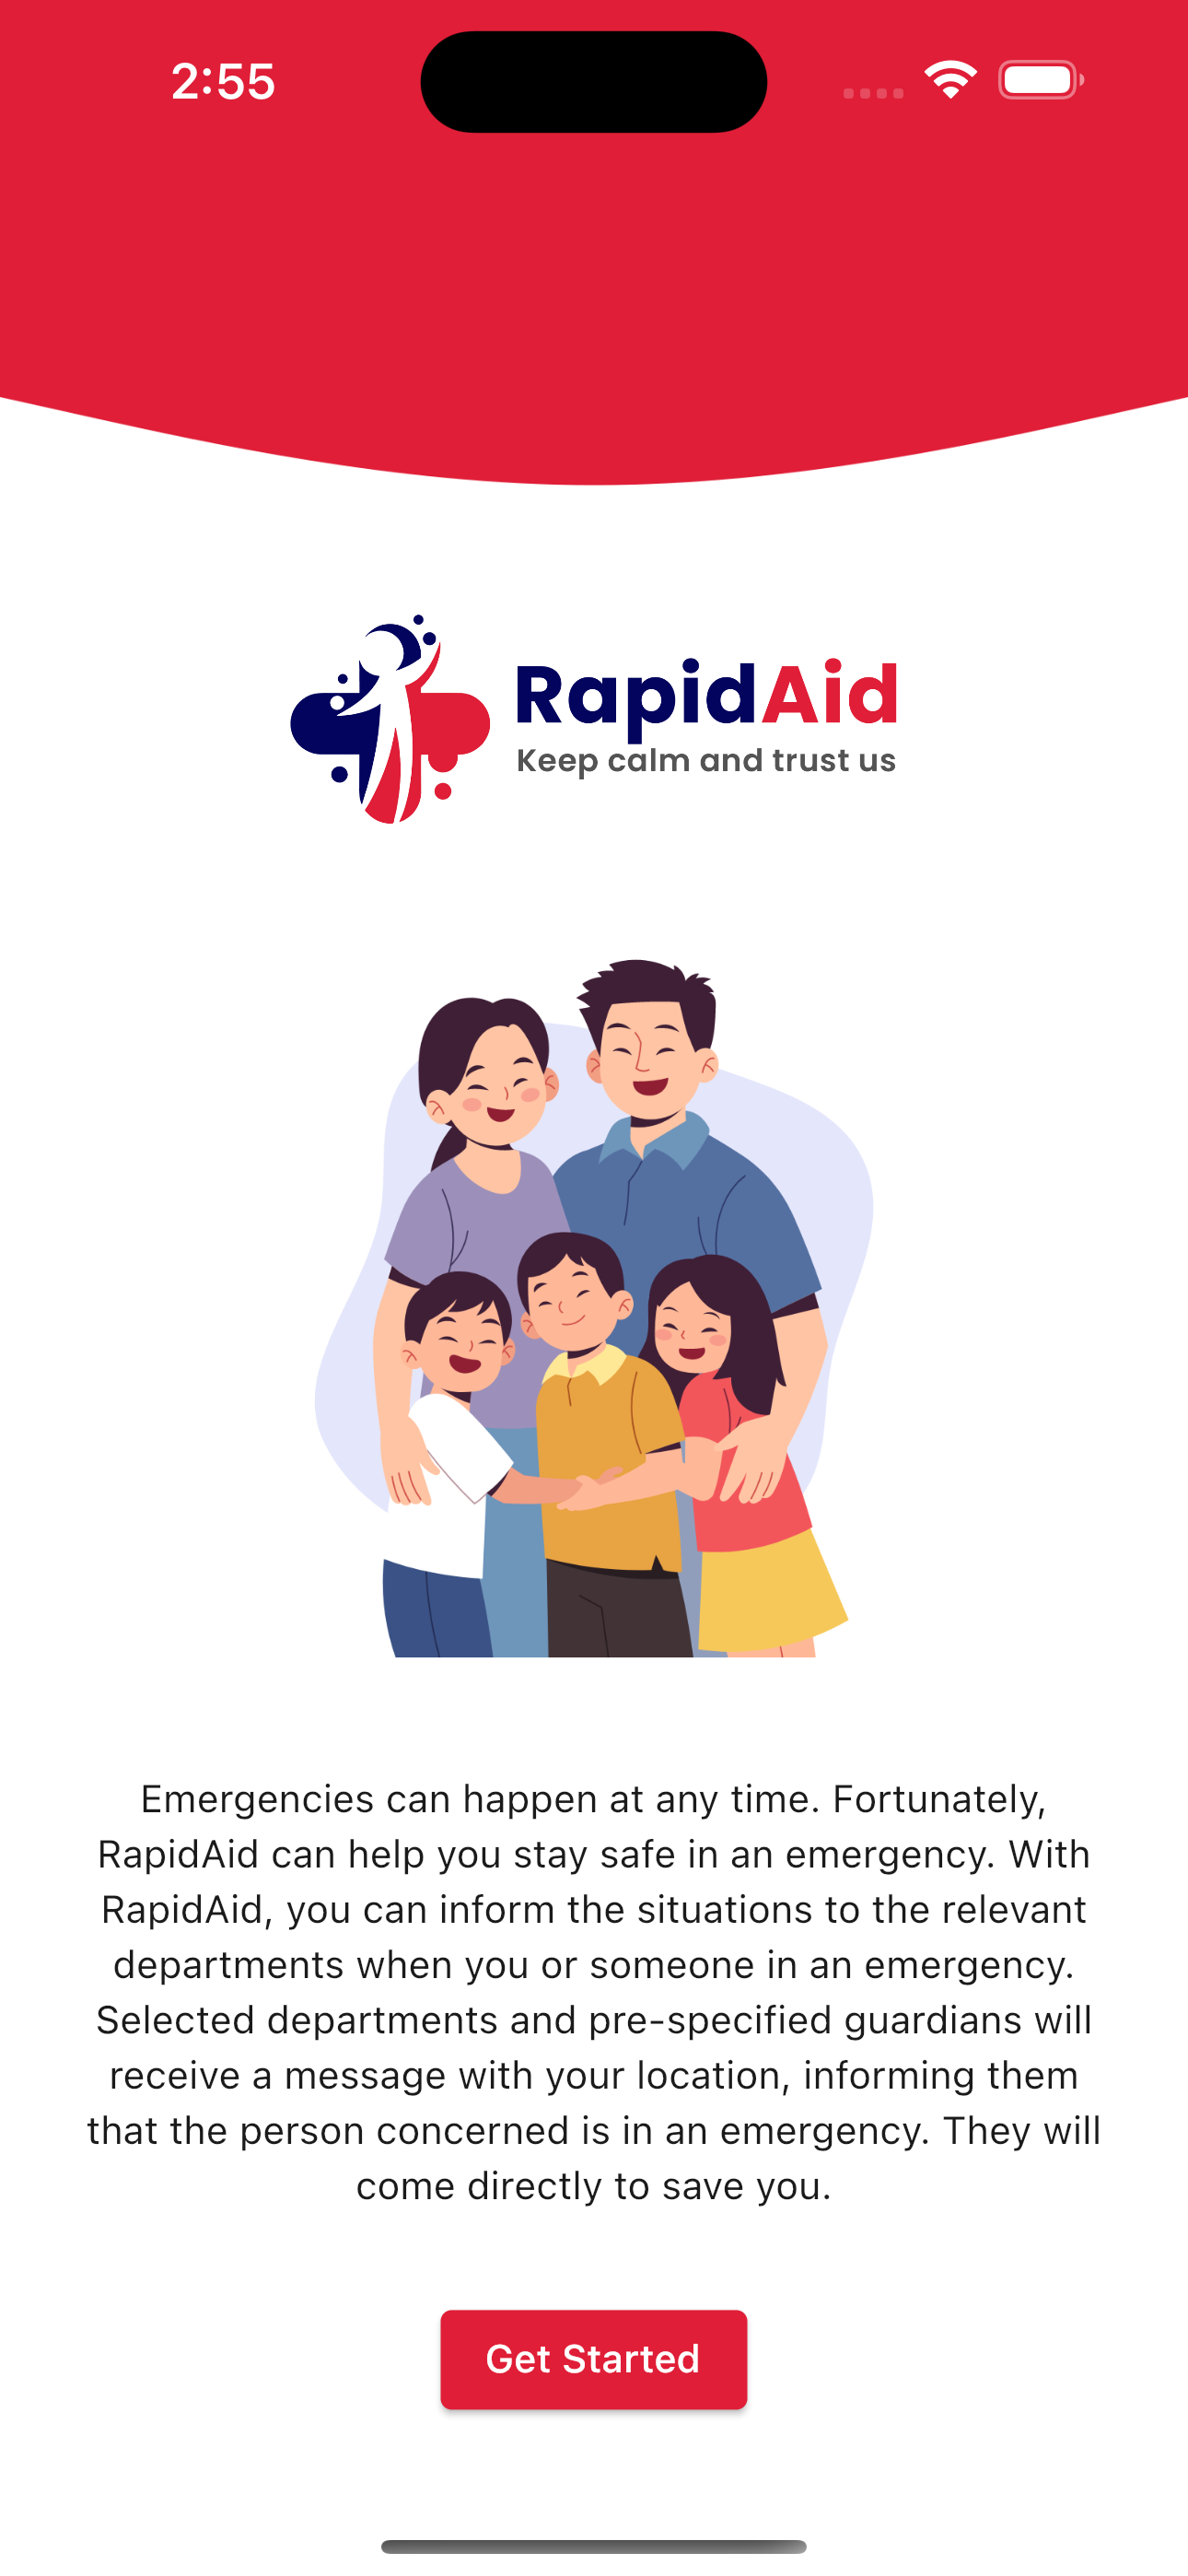 2:55
RapidAid
Keep calm and trust us
Emergencies can happen at any time. Fortunately,
RapidAid can help you stay safe in an emergency. With
RapidAid, you can inform the situations to the relevant
departments when you or someone in an emergency.
Selected departments and pre-specified guardians will
receive a message with your location, informing them
that the person concerned is in an emergency. They will
come directly to save you.
Get Started